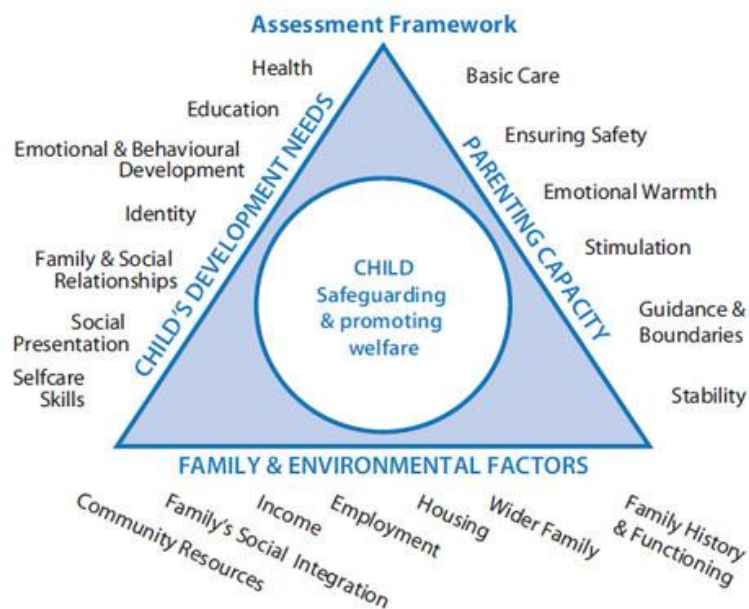 Assessment Framework
Health
Education
Emotional & Behavioural
Development
Identity
Family & Social
Relationships
Social
Presentation
Selfcare
Skills
CHILD'S DEVELOPMENT NEEDS
CHILD
Safeguarding
& promoting
welfare
PARENTING CAPACITY
Basic Care
Ensuring Safety
Emotional Warmth
Stimulation
Guidance &
Boundaries
Stability
FAMILY & ENVIRONMENTAL FACTORS
Community Resources
Family's Social Integration
Income
Employment
Housing
Wider Family
Family History
& Functioning